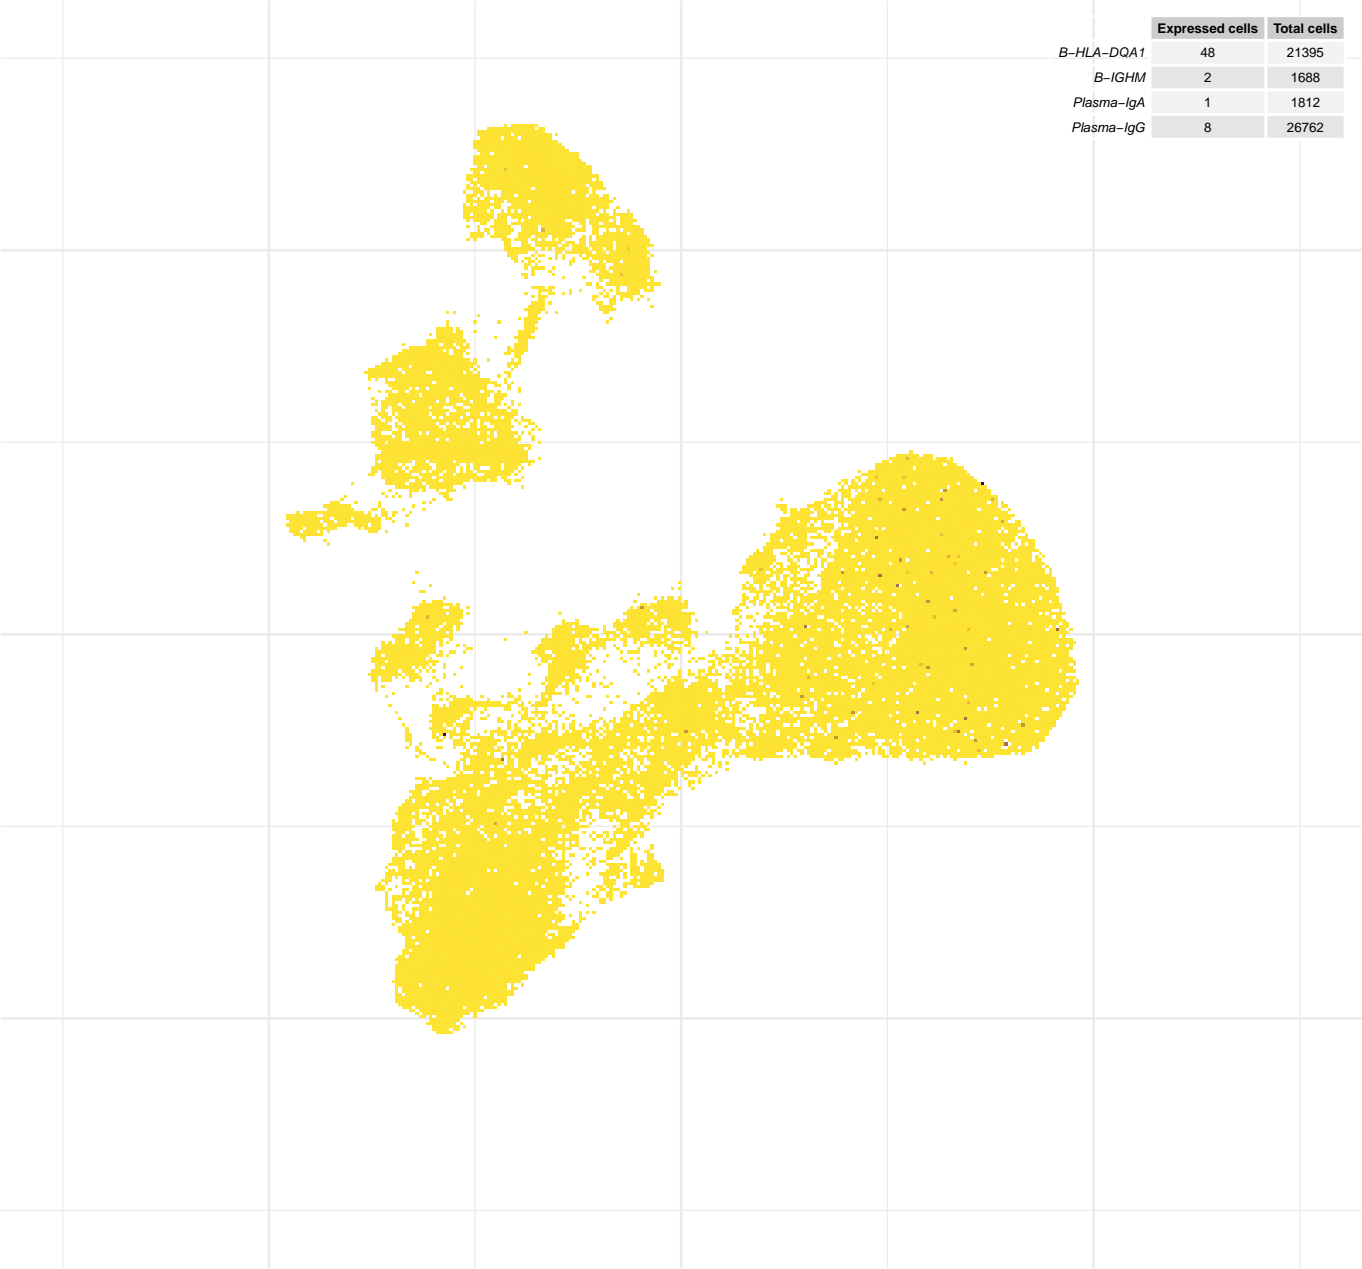 Expressed cells Total cells
B−HLA−DQA1 48 21395
B−IGHM 2 1688
Plasma−IgA 1 1812
Plasma−IgG 8 26762